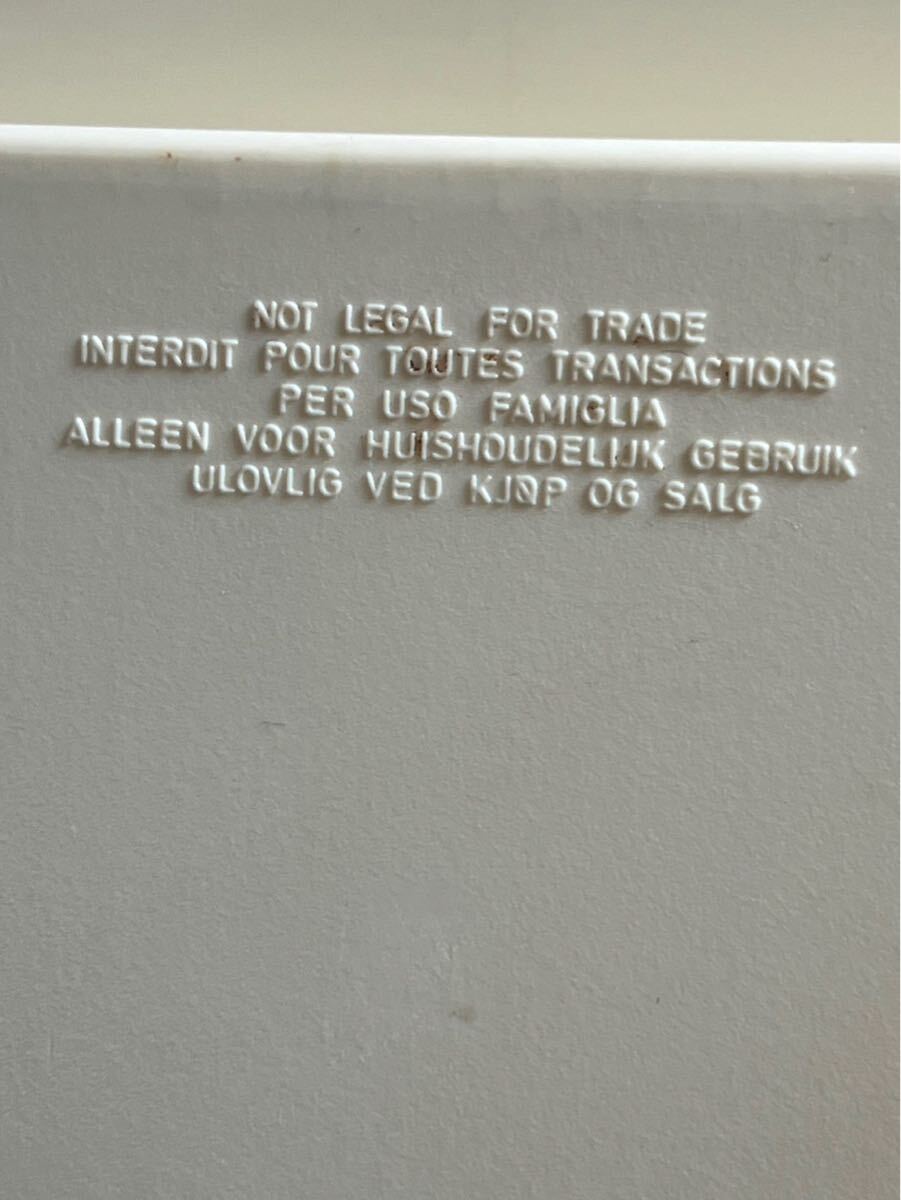 NOT LEGAL FOR TRADE
INTERDIT POUR TOUTES TRANSACTIONS
PER USO FAMIGLIA
ALLEEN VOOR HUISHOUDELIJK GEBRUIK
ULOVLIG VED KJØP OG SALG